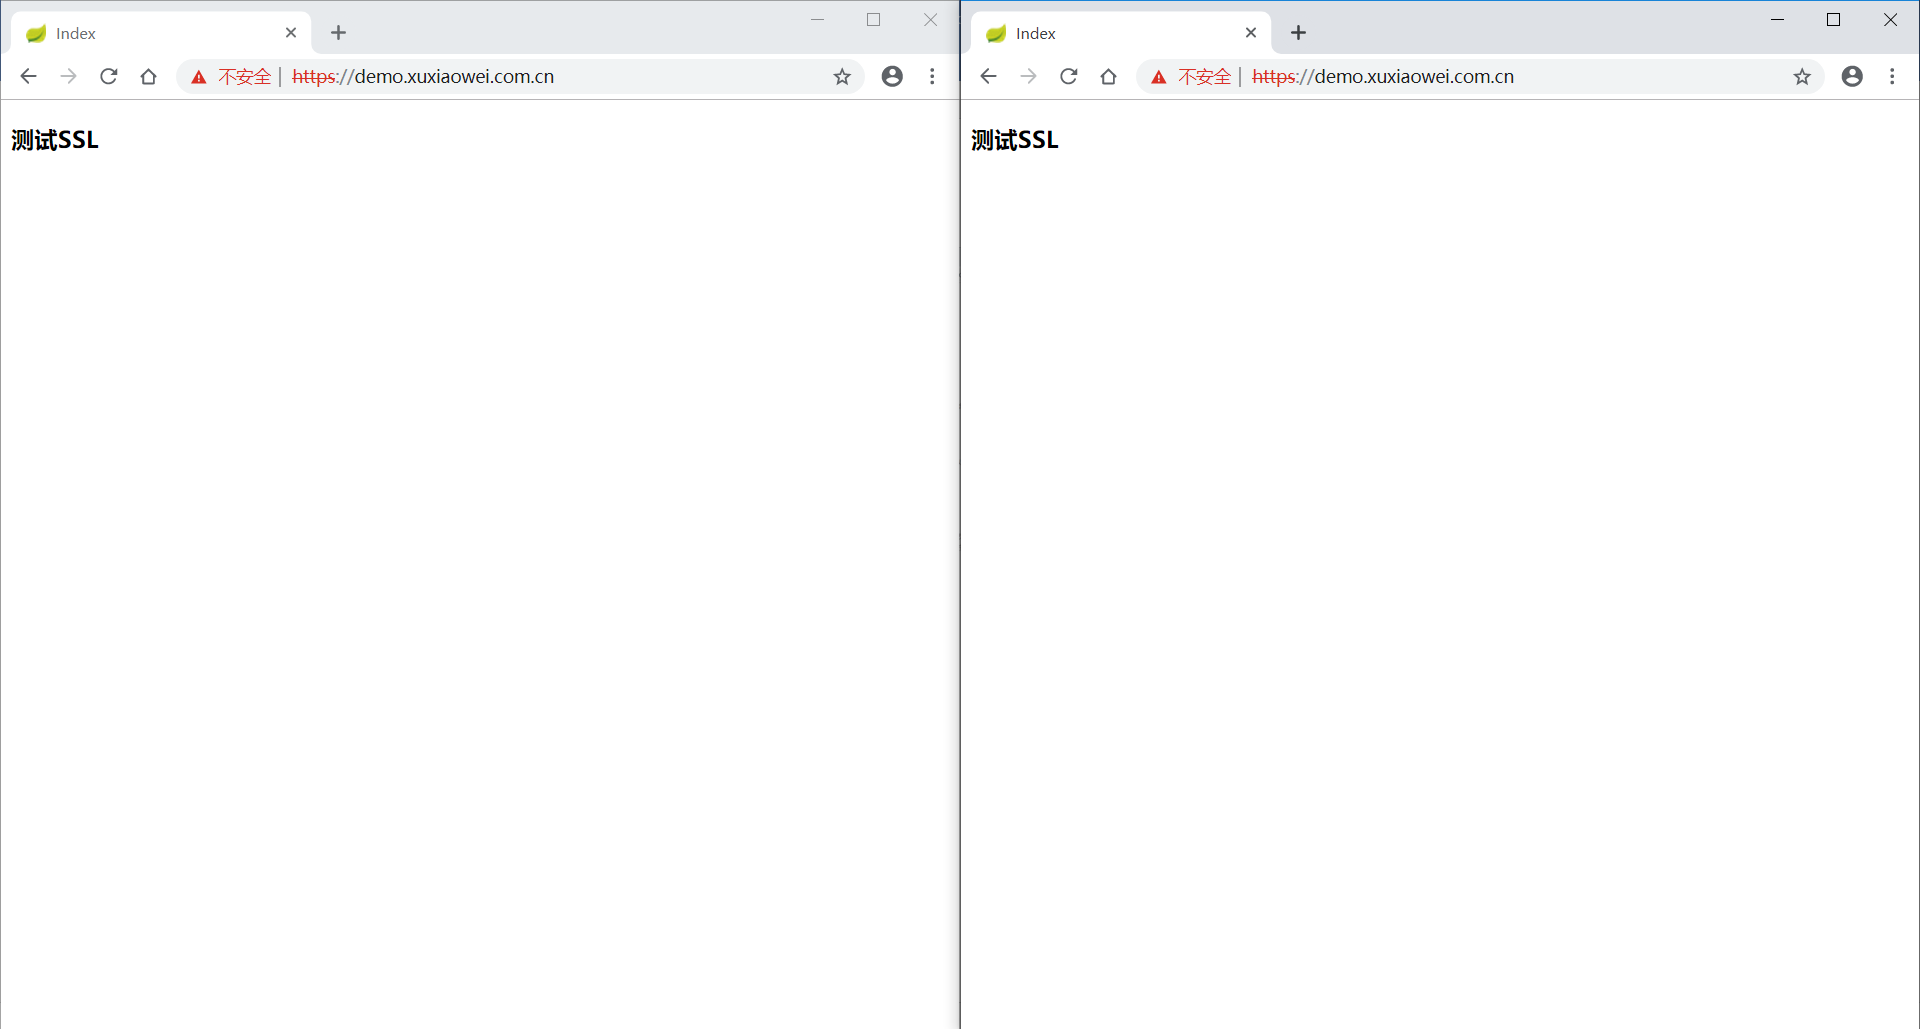 Index
不安全 | https://demo.xuxiaowei.com.cn
测试SSL
Index
不安全 | https://demo.xuxiaowei.com.cn
测试SSL